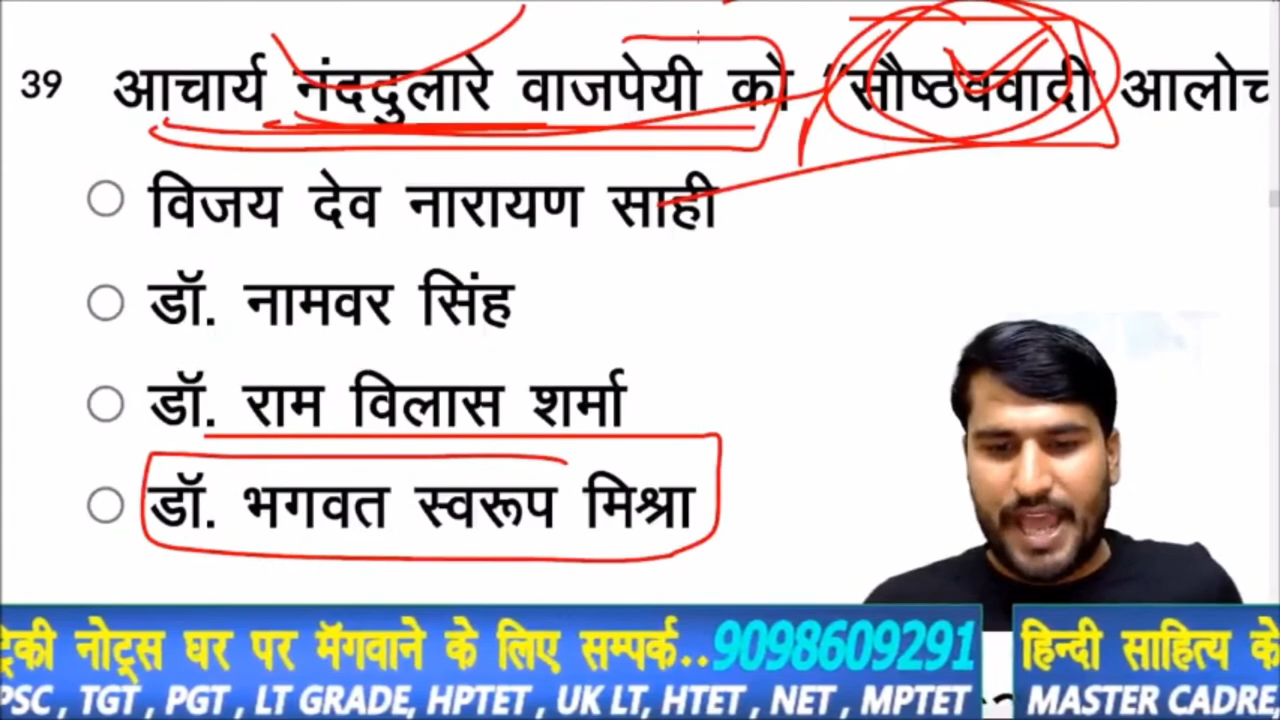 39 आचार्य नंददुलारे वाजपेयी को "सौष्ठववादी आलोच
विजय देव नारायण साही
डॉ. नामवर सिंह
डॉ. राम विलास शर्मा
डॉ. भगवत स्वरूप मिश्रा
नोट्स घर पर मँगवाने के लिए सम्पर्क..9098609291
PSC , TGT , PGT , LT GRADE, HPTET , UK LT, HTET , NET , MPTET
हिन्दी साहित्य के
MASTER CADRE,